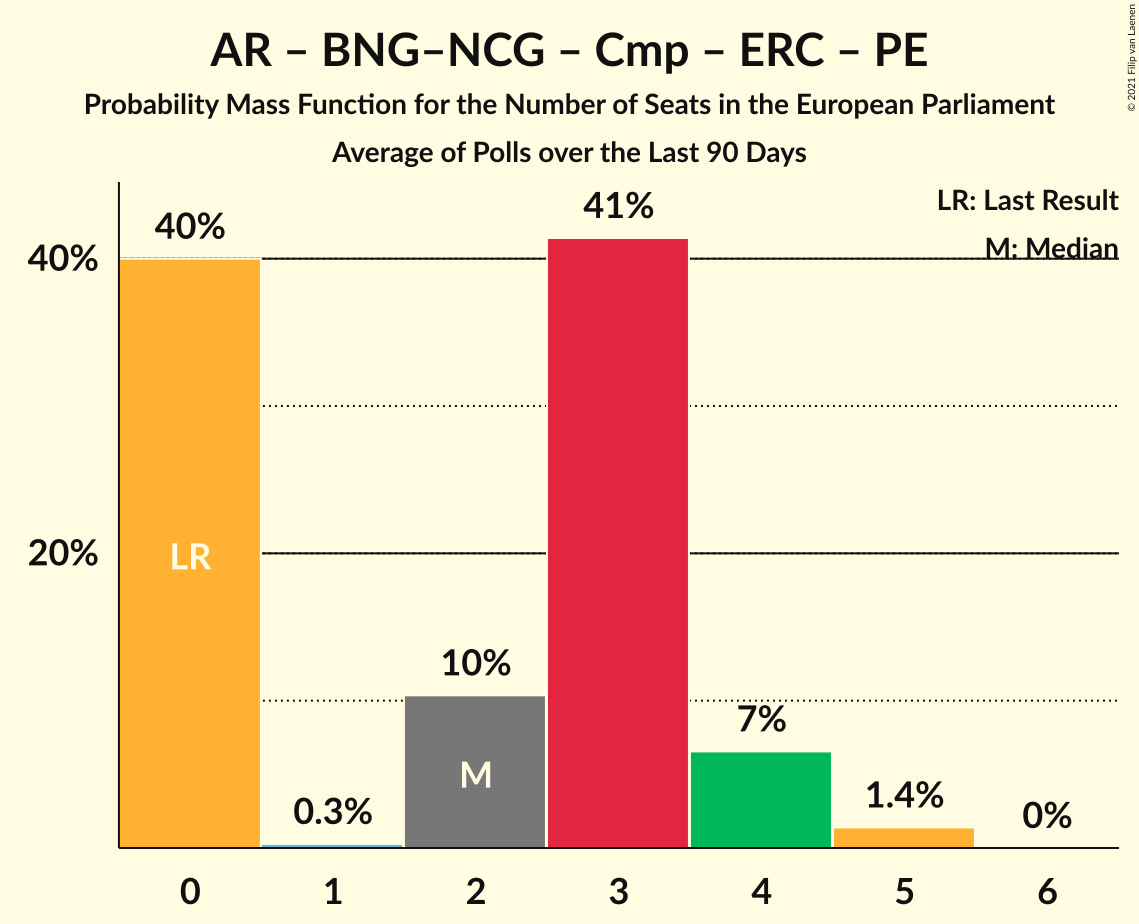 AR – BNG–NCG – Cmp – ERC – PE
Probability Mass Function for the Number of Seats in the European Parliament
Average of Polls over the Last 90 Days
© 2021 Filip van Laenen
LR: Last Result
M: Median
40%
20%
40%
0.3%
10%
41%
7%
1.4%
0%
LR
M
0 1 2 3 4 5 6